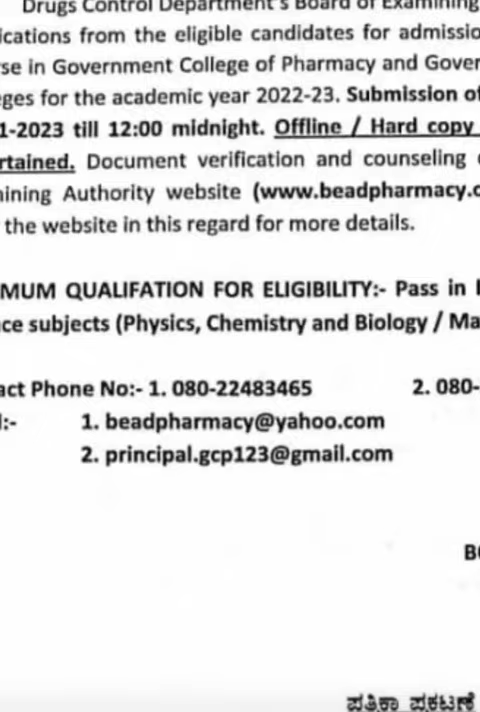 Drugs Control Department's Board of Examining
ications from the eligible candidates for admissio
se in Government College of Pharmacy and Gover
ges for the academic year 2022-23. Submission of
1-2023 till 12:00 midnight. Offline / Hard copy
rtained. Document verification and counseling
ining Authority website (www.beadpharmacy.c
the website in this regard for more details.
MUM QUALIFATION FOR ELIGIBILITY:- Pass in
ce subjects (Physics, Chemistry and Biology / Ma
act Phone No:- 1. 080-22483465 2. 080-
:- 1. beadpharmacy@yahoo.com
2. principal.gcp123@gmail.com
B
ಪತ್ರಿಕಾ ಪ್ರಕಟಣೆ